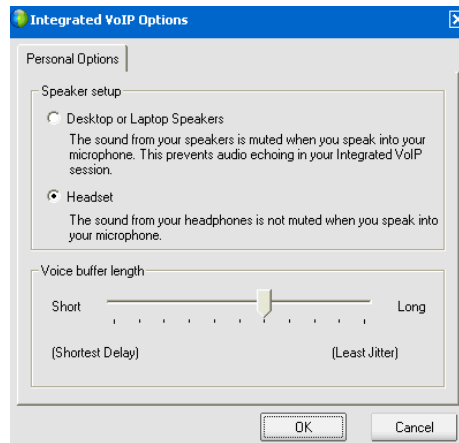 Integrated VoIP Options
Personal Options
Speaker setup
Desktop or Laptop Speakers
The sound from your speakers is muted when you speak into your
microphone. This prevents audio echoing in your Integrated VoIP
session.
Headset
The sound from your headphones is not muted when you speak into
your microphone.
Voice buffer length
Short Long
(Shortest Delay) (Least Jitter)
OK Cancel